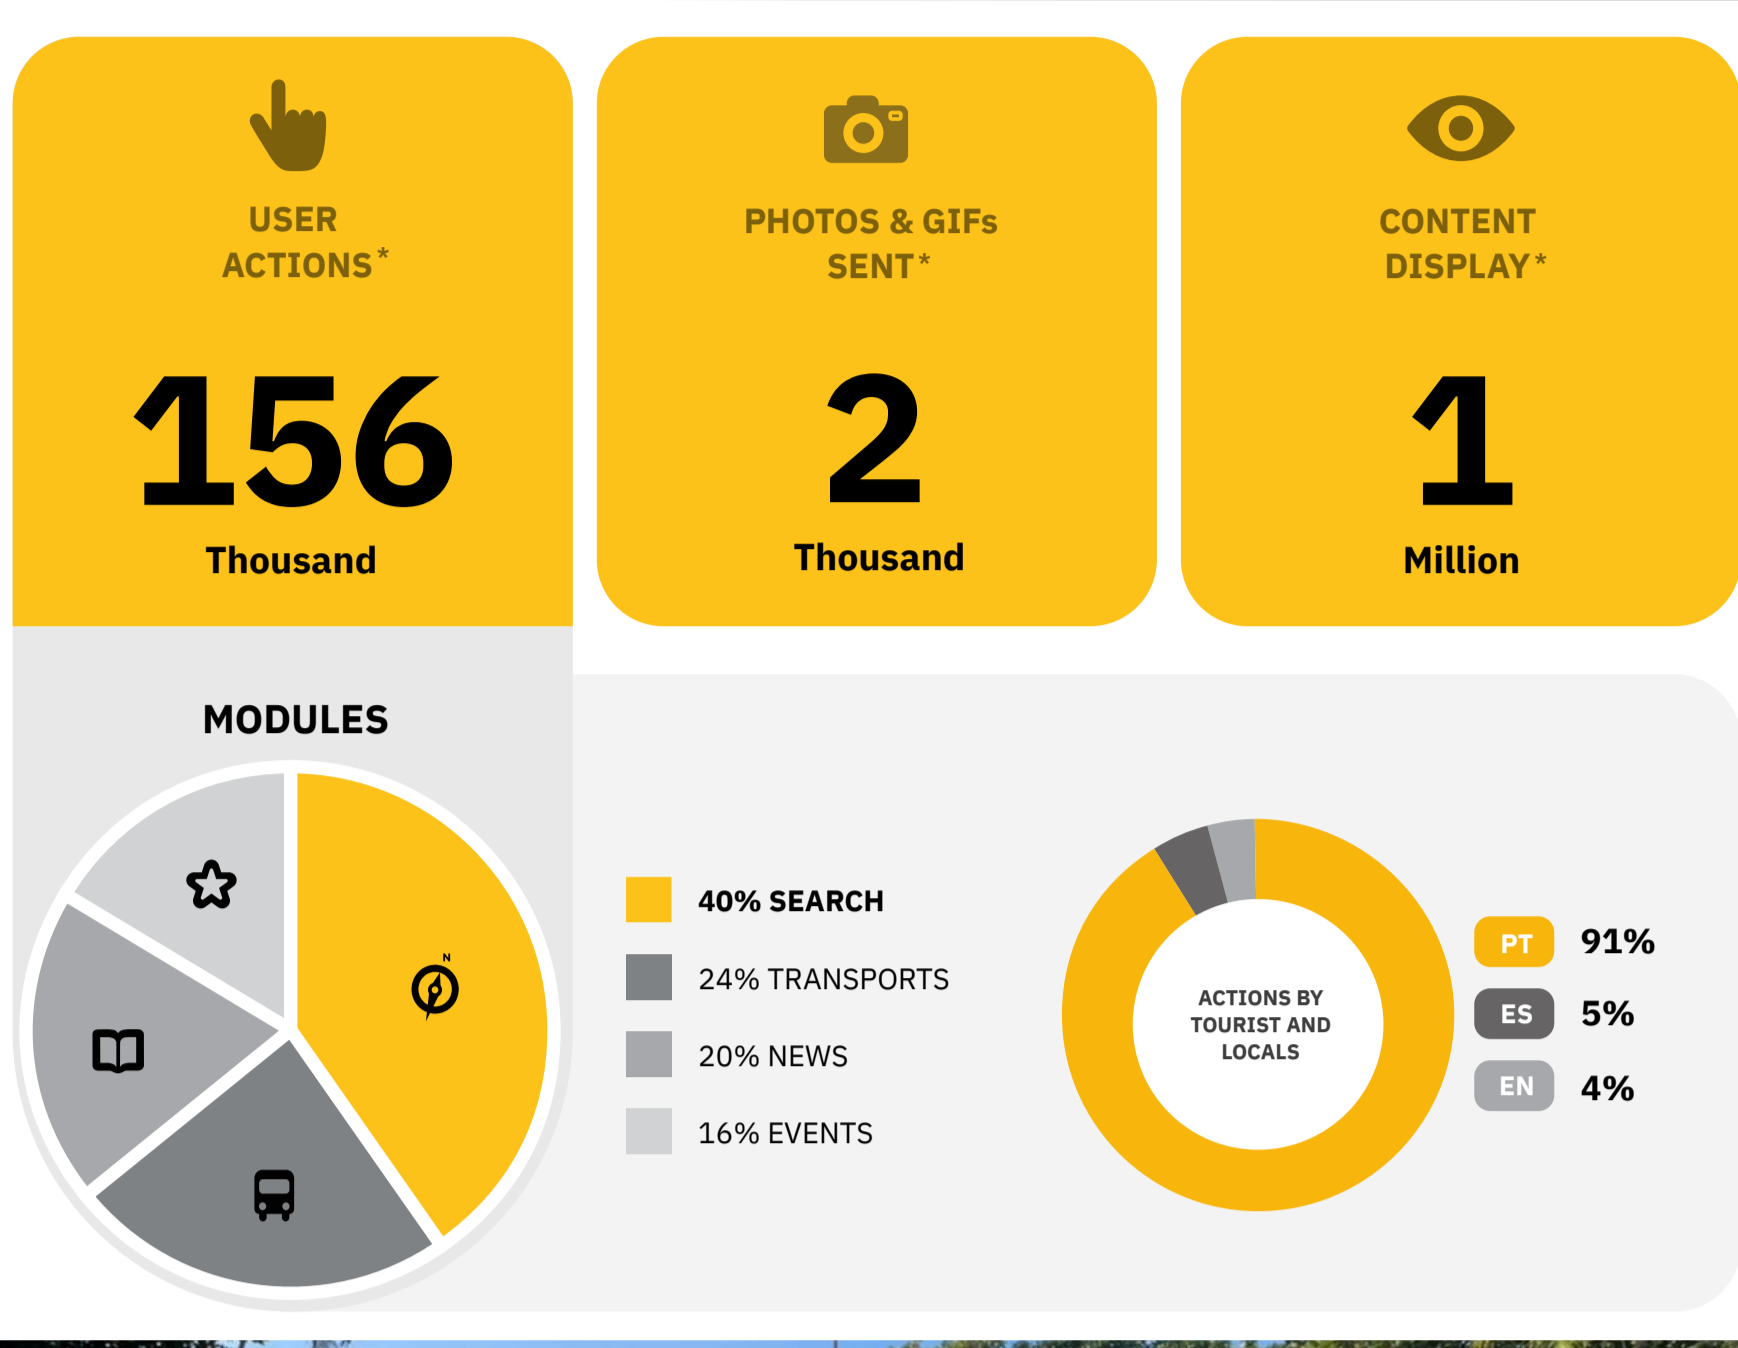 USER
ACTIONS*
156
Thousand
PHOTOS & GIFs
SENT*
2
Thousand
CONTENT
DISPLAY*
1
Million
MODULES
N
40% SEARCH
24% TRANSPORTS
20% NEWS
16% EVENTS
ACTIONS BY
TOURIST AND
LOCALS
PT 91%
ES 5%
EN 4%